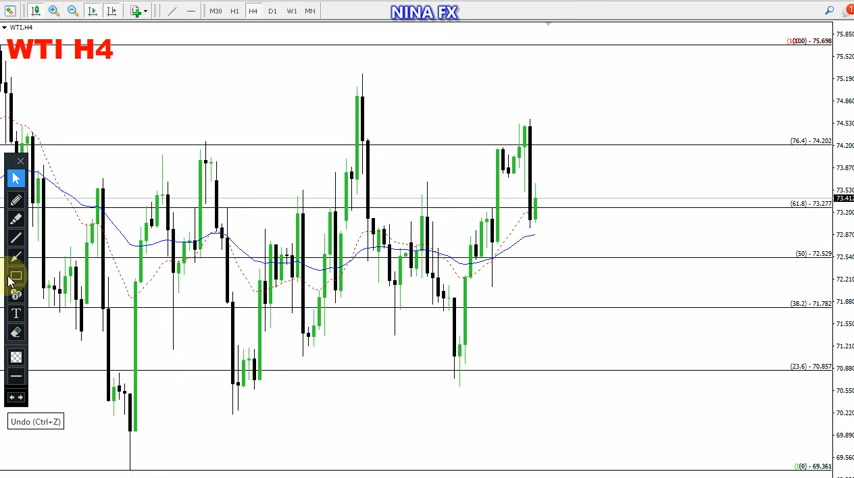 M30 H1 H4 D1 W1 MN
NINA FX
WTI,H4
WTI H4
(100) - 75.698
(76.4) - 74.202
(61.8) - 73.277
(50) - 72.529
(38.2) - 71.782
(23.6) - 70.857
(0) - 69.361
75.850
75.520
75.190
74.860
74.530
74.200
73.870
73.530
73.412
73.200
72.870
72.540
72.210
71.880
71.550
71.210
70.880
70.550
70.220
69.890
69.560
T
Undo (Ctrl+Z)